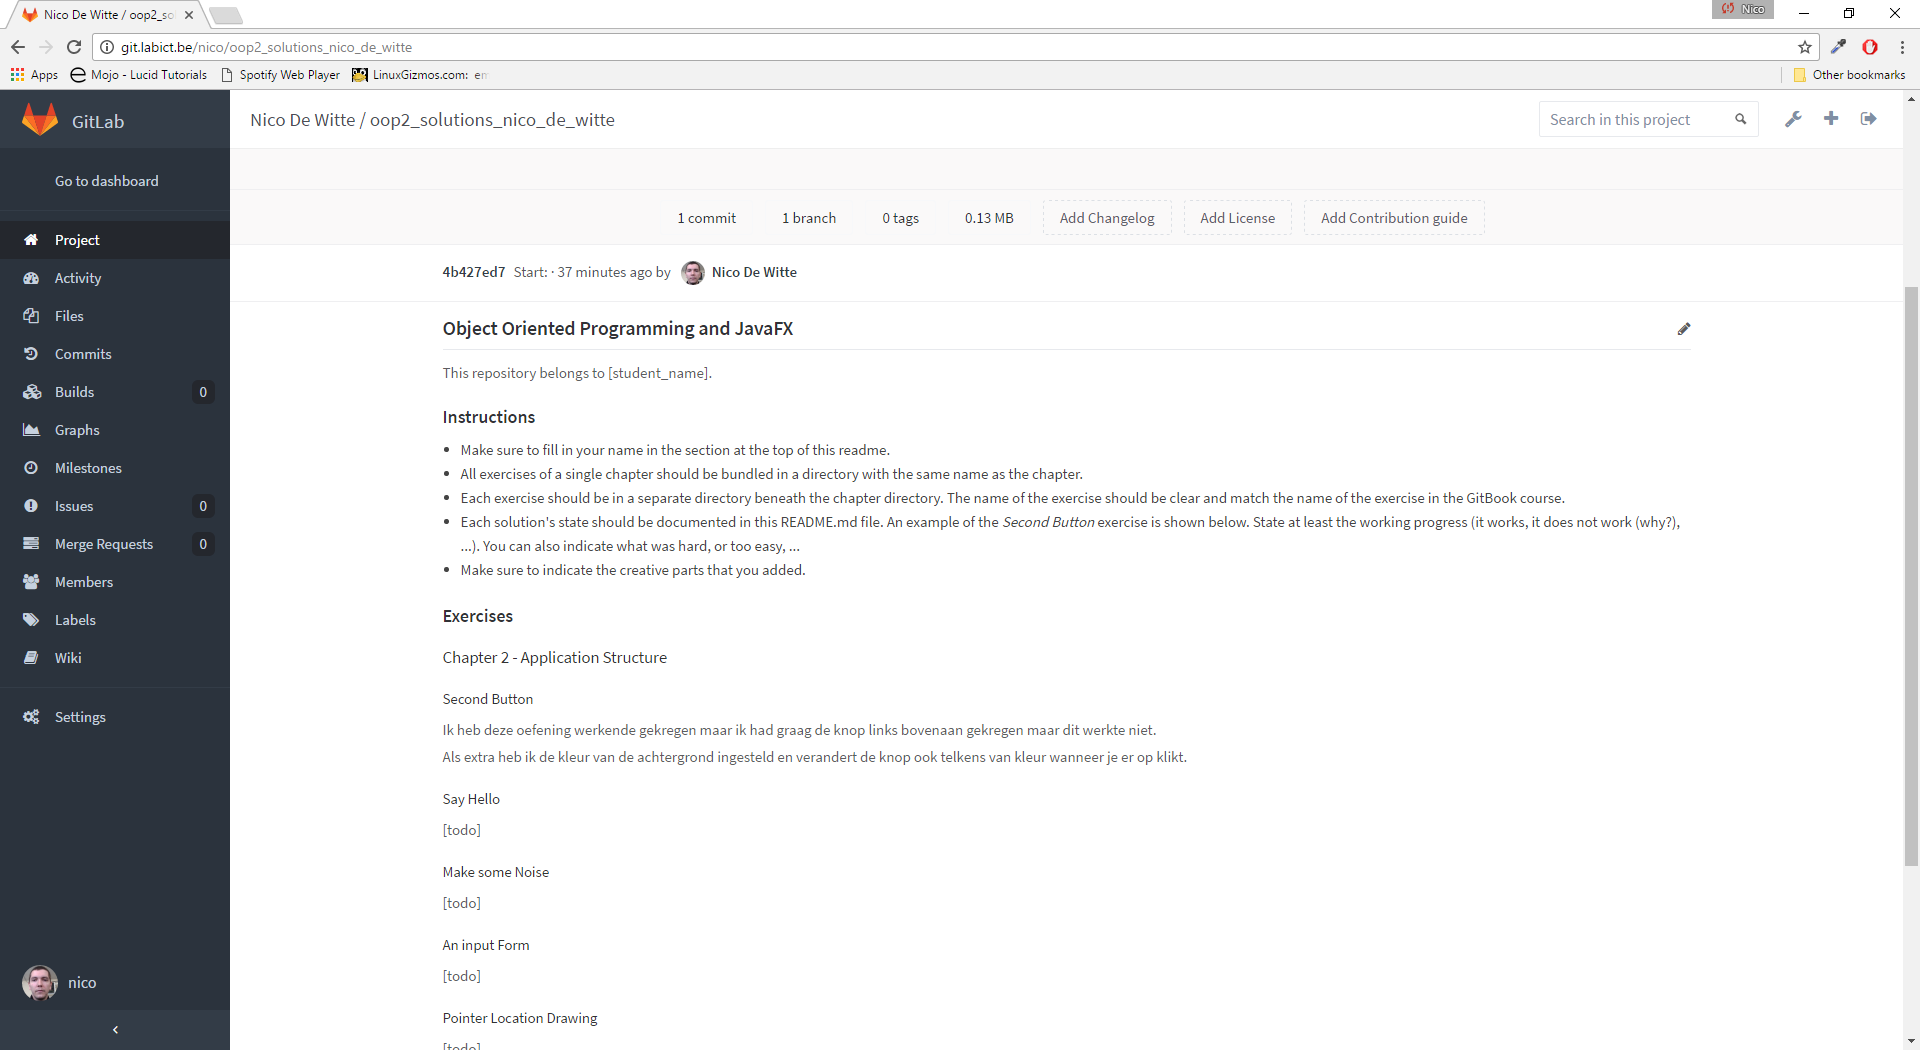 Nico De Witte / oop2_so
Nico
git.labict.be/nico/oop2_solutions_nico_de_witte
Apps
Mojo - Lucid Tutorials
Spotify Web Player
LinuxGizmos.com: em
Other bookmarks
GitLab
Nico De Witte / oop2_solutions_nico_de_witte
Search in this project
Go to dashboard
Project
Activity
Files
Commits
Builds 0
Graphs
Milestones
Issues 0
Merge Requests 0
Members
Labels
Wiki
Settings
nico
1 commit
1 branch
0 tags
0.13 MB
Add Changelog
Add License
Add Contribution guide
4b427ed7 Start: · 37 minutes ago by Nico De Witte
Object Oriented Programming and JavaFX
This repository belongs to [student_name].
Instructions
• Make sure to fill in your name in the section at the top of this readme.
• All exercises of a single chapter should be bundled in a directory with the same name as the chapter.
• Each exercise should be in a separate directory beneath the chapter directory. The name of the exercise should be clear and match the name of the exercise in the GitBook course.
• Each solution's state should be documented in this README.md file. An example of the Second Button exercise is shown below. State at least the working progress (it works, it does not work (why?),
...). You can also indicate what was hard, or too easy, ...
• Make sure to indicate the creative parts that you added.
Exercises
Chapter 2 - Application Structure
Second Button
Ik heb deze oefening werkende gekregen maar ik had graag de knop links bovenaan gekregen maar dit werkte niet.
Als extra heb ik de kleur van de achtergrond ingesteld en verandert de knop ook telkens van kleur wanneer je er op klikt.
Say Hello
[todo]
Make some Noise
[todo]
An input Form
[todo]
Pointer Location Drawing
[todo]